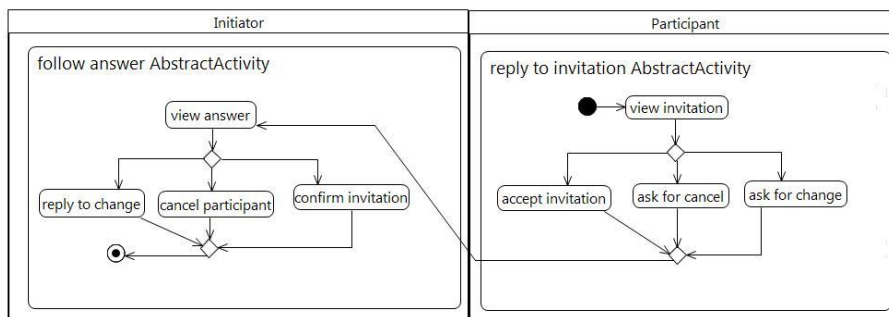 Initiator
Participant
follow answer AbstractActivity
view answer
reply to change
cancel participant
confirm invitation
reply to invitation AbstractActivity
view invitation
accept invitation
ask for cancel
ask for change